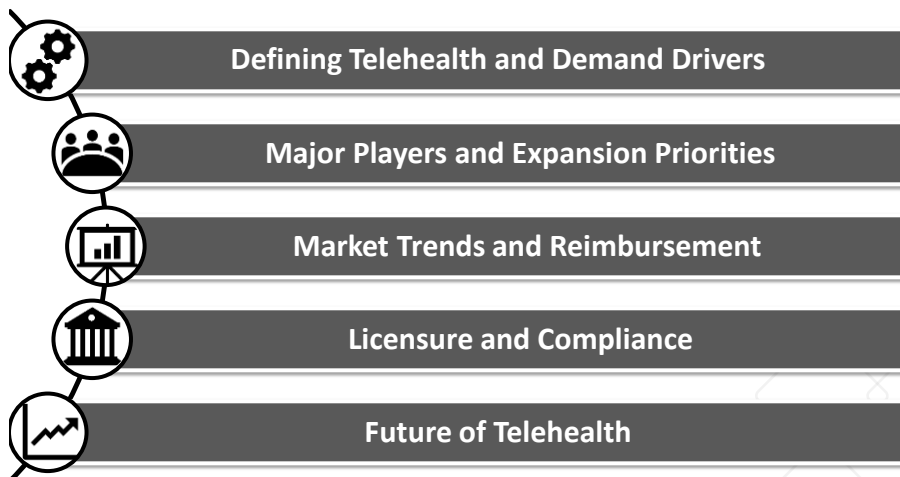 Defining Telehealth and Demand Drivers
Major Players and Expansion Priorities
Market Trends and Reimbursement
Licensure and Compliance
Future of Telehealth